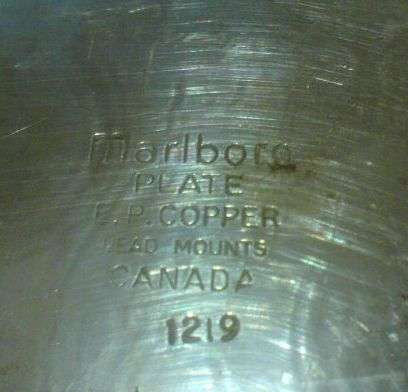 Marlboro
PLATE
E.P. COPPER
LEAD MOUNTS
CANADA
1219